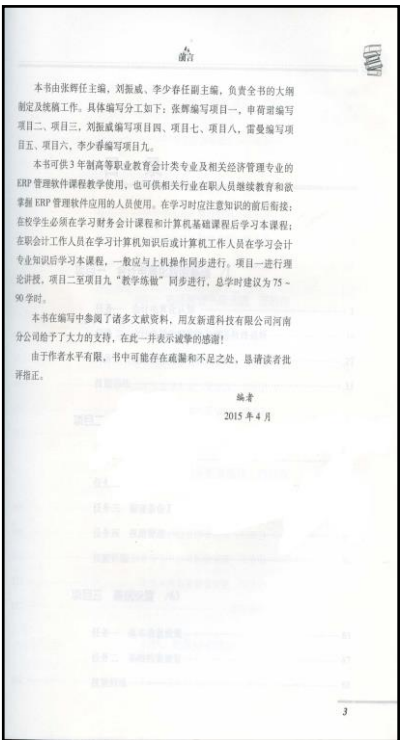 前言
本书由张辉任主编，刘振威、李少春任副主编，负责全书的大纲
制定及统稿工作。具体编写分工如下：张辉编写项目一，申荷珺编写
项目二、项目三，刘振威编写项目四、项目七、项目八，雷曼编写项
目五、项目六，李少春编写项目九。
本书可供3年制高等职业教育会计类专业及相关经济管理专业的
ERP管理软件课程教学使用，也可供相关行业在职人员继续教育和欲
掌握ERP管理软件应用的人员使用。在学习时应注意知识的前后衔接：
在校学生必须在学习财务会计课程和计算机基础课程后学习本课程；
在职会计工作人员在学习计算机知识后或计算机工作人员在学习会计
专业知识后学习本课程，一般应与上机操作同步进行。项目一进行理
论讲授，项目二至项目九“教学练做”同步进行，总学时建议为75～
90学时。
本书在编写中参阅了诸多文献资料，用友新道科技有限公司河南
分公司给予了大力的支持，在此一并表示诚挚的感谢！
由于作者水平有限，书中可能存在疏漏和不足之处，恳请读者批
评指正。
编者
2015年4月
3